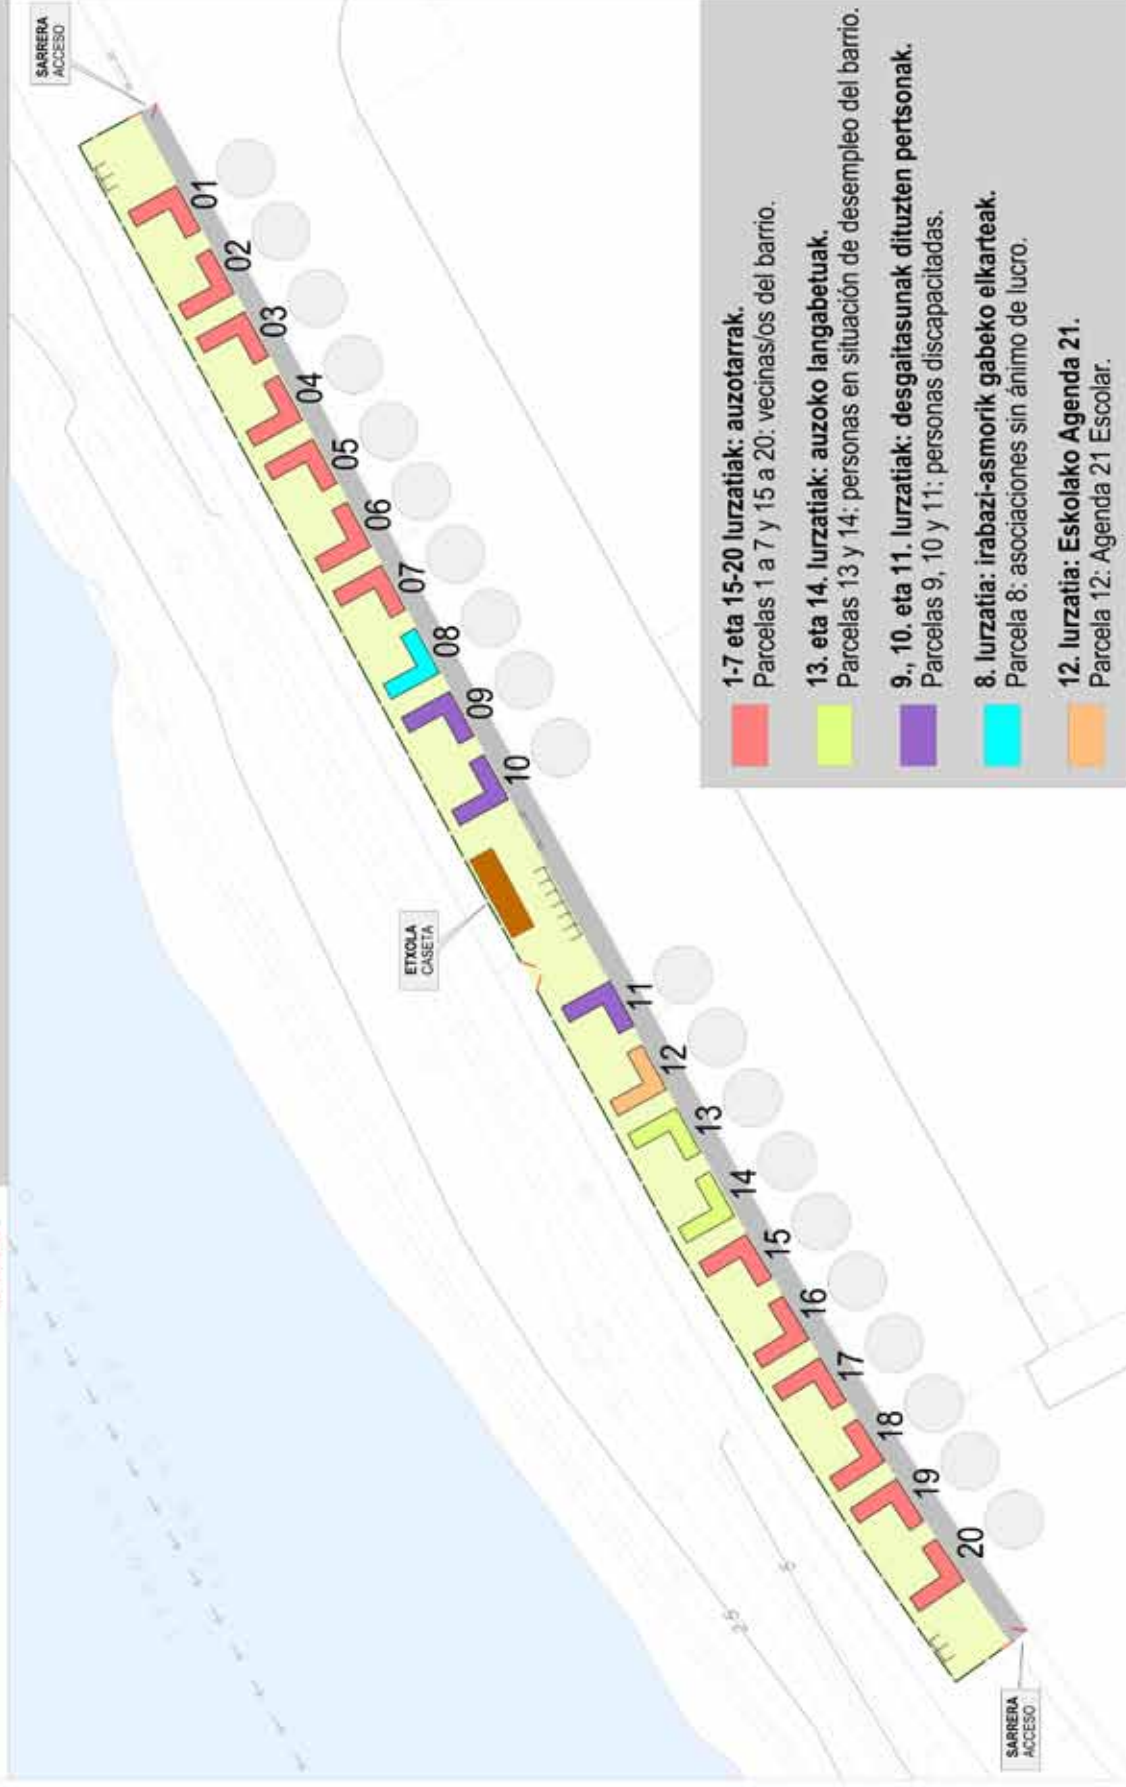 SARRERA
ACCESO
01
02
03
04
05
06
07
08
09
10
ETXOLA
CASETA
11
12
13
14
15
16
17
18
19
20
SARRERA
ACCESO
2.5
5
1-7 eta 15-20 lurzatiak: auzotarrak.
Parcelas 1 a 7 y 15 a 20: vecinas/os del barrio.
13. eta 14. lurzatiak: auzoko langabetuak.
Parcelas 13 y 14: personas en situación de desempleo del barrio.
9., 10. eta 11. lurzatiak: desgaitasunak dituzten pertsonak.
Parcelas 9, 10 y 11: personas discapacitadas.
8. lurzatia: irabazi-asmorik gabeko elkarteak.
Parcela 8: asociaciones sin ánimo de lucro.
12. lurzatia: Eskolako Agenda 21.
Parcela 12: Agenda 21 Escolar.